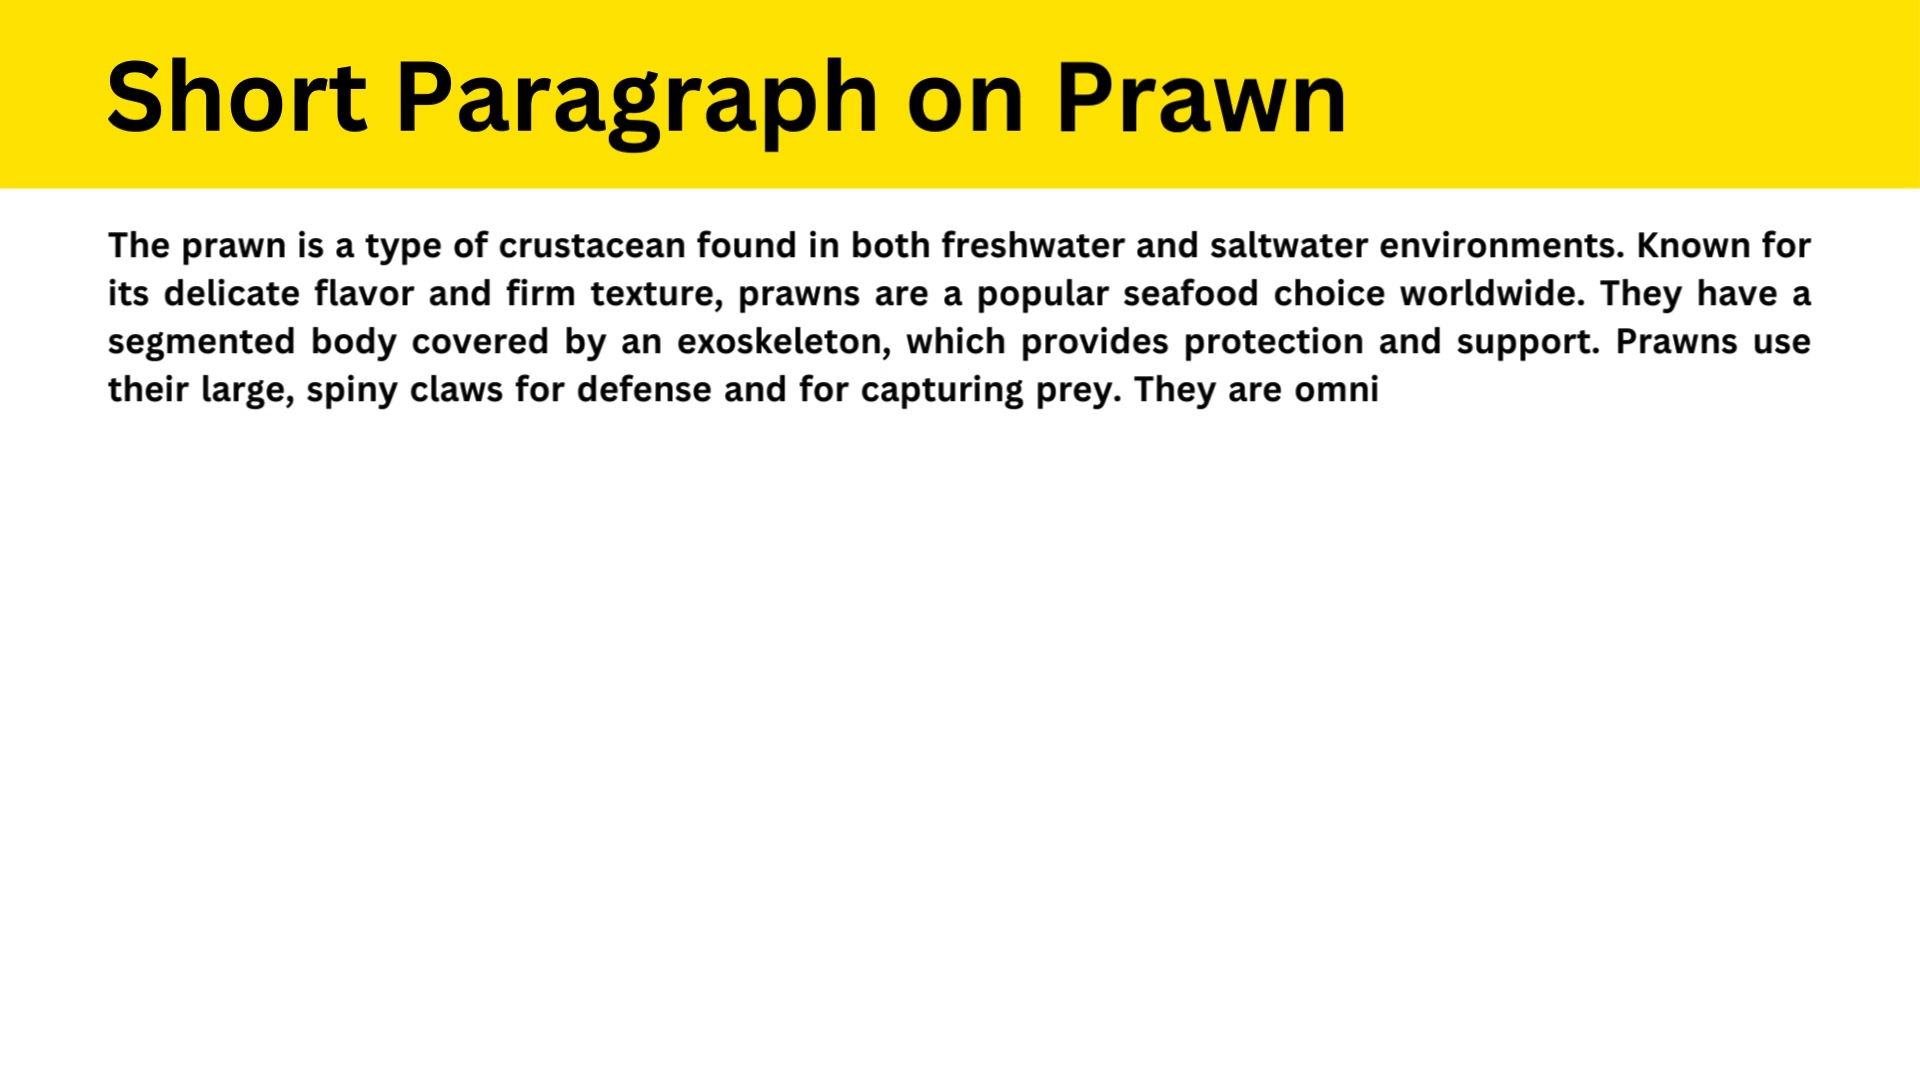 Short Paragraph on Prawn
The prawn is a type of crustacean found in both freshwater and saltwater environments. Known for
its delicate flavor and firm texture, prawns are a popular seafood choice worldwide. They have a
segmented body covered by an exoskeleton, which provides protection and support. Prawns use
their large, spiny claws for defense and for capturing prey. They are omni